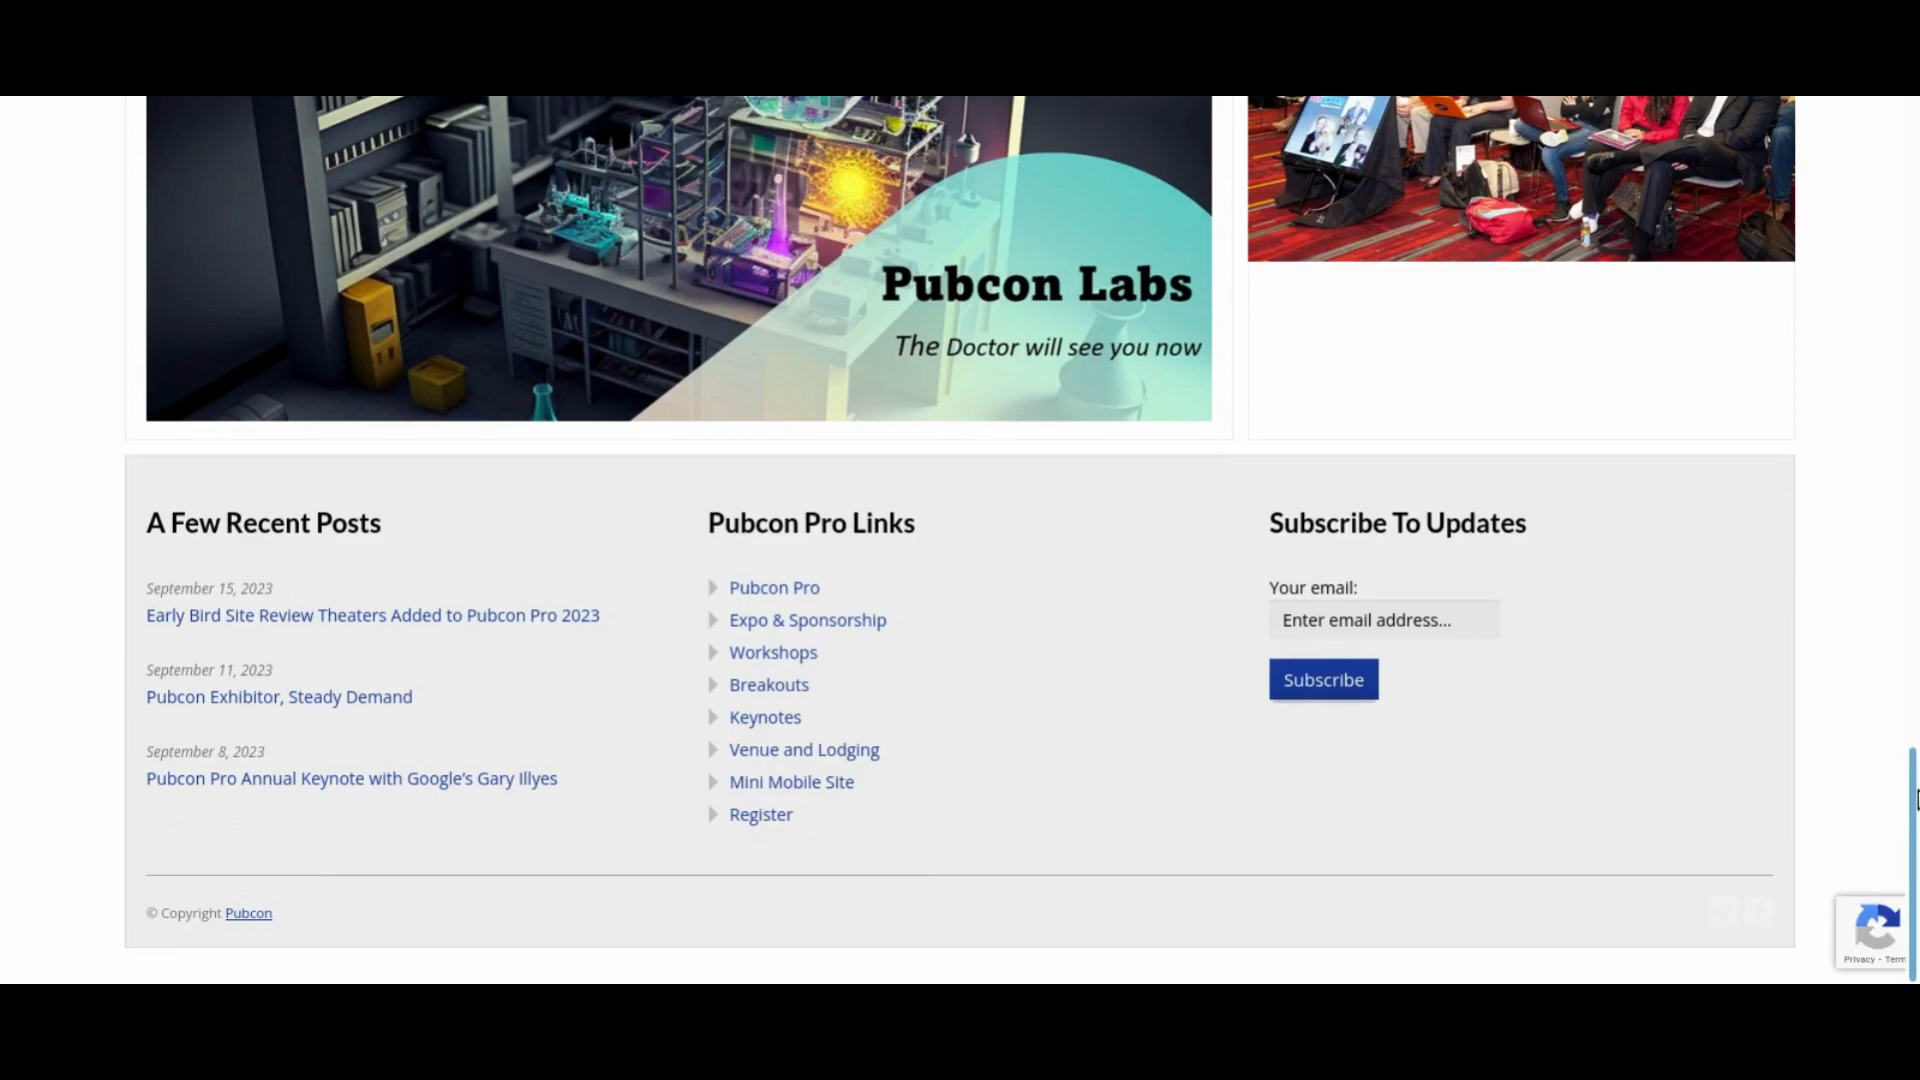 Pubcon Labs
The Doctor will see you now
A Few Recent Posts
September 15, 2023
Early Bird Site Review Theaters Added to Pubcon Pro 2023
September 11, 2023
Pubcon Exhibitor, Steady Demand
September 8, 2023
Pubcon Pro Annual Keynote with Google's Gary Illyes
Pubcon Pro Links
Pubcon Pro
Expo & Sponsorship
Workshops
Breakouts
Keynotes
Venue and Lodging
Mini Mobile Site
Register
Subscribe To Updates
Your email:
Enter email address...
Subscribe
© Copyright Pubcon
Privacy - Term